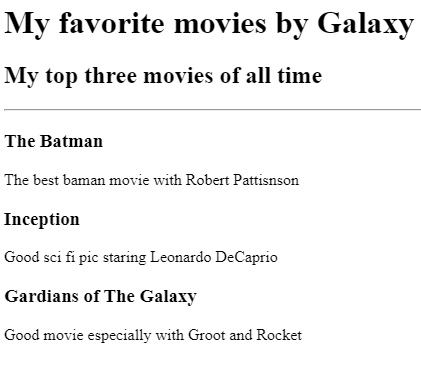 My favorite movies by Galaxy
My top three movies of all time
The Batman
The best baman movie with Robert Pattisnson
Inception
Good sci fi pic staring Leonardo DeCaprio
Gardians of The Galaxy
Good movie especially with Groot and Rocket